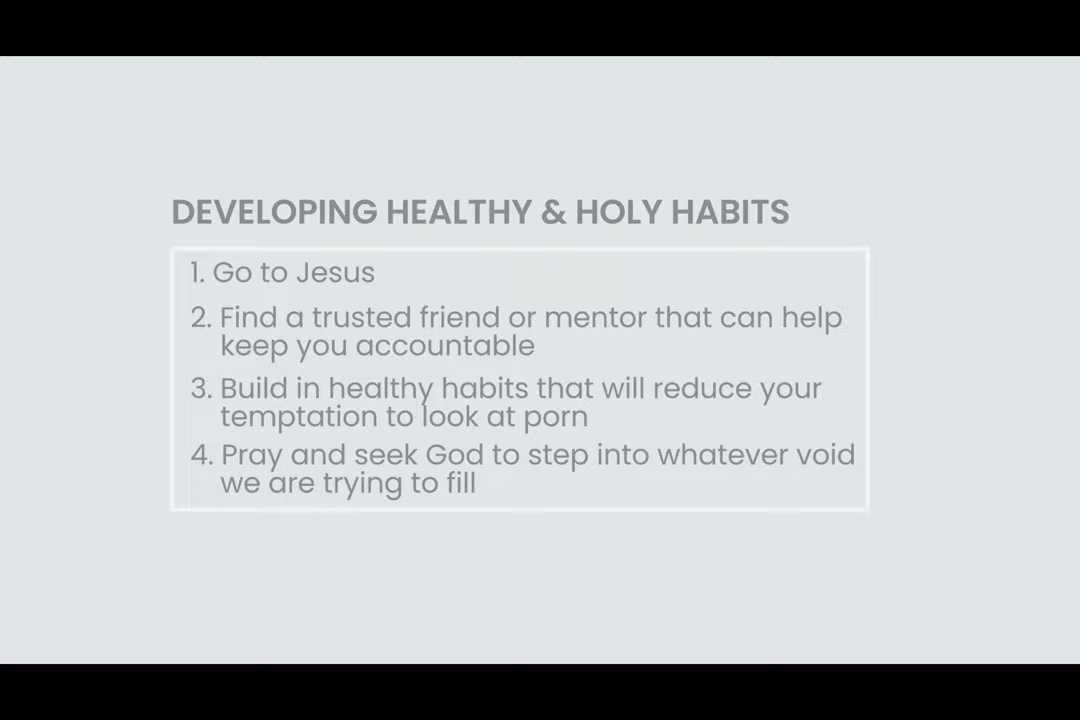 DEVELOPING HEALTHY & HOLY HABITS
1. Go to Jesus
2. Find a trusted friend or mentor that can help
keep you accountable
3. Build in healthy habits that will reduce your
temptation to look at porn
4. Pray and seek God to step into whatever void
we are trying to fill